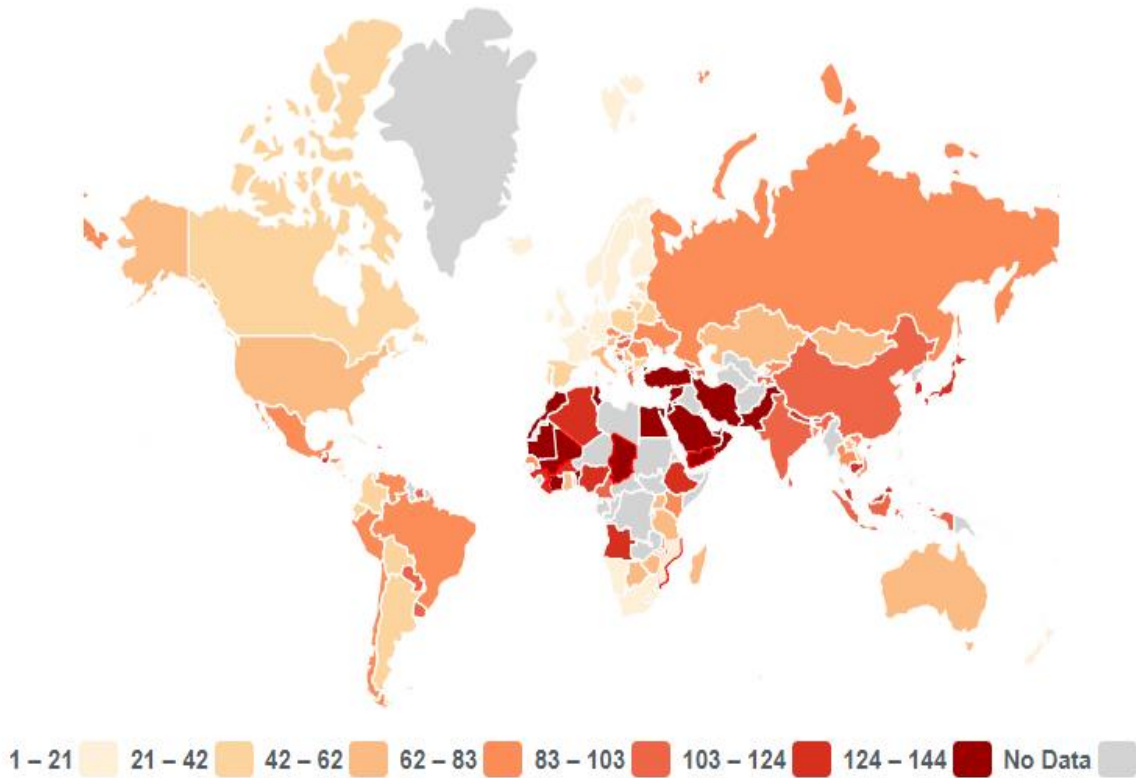 1 – 21 21 – 42 42 – 62 62 – 83 83 – 103 103 – 124 124 – 144 No Data